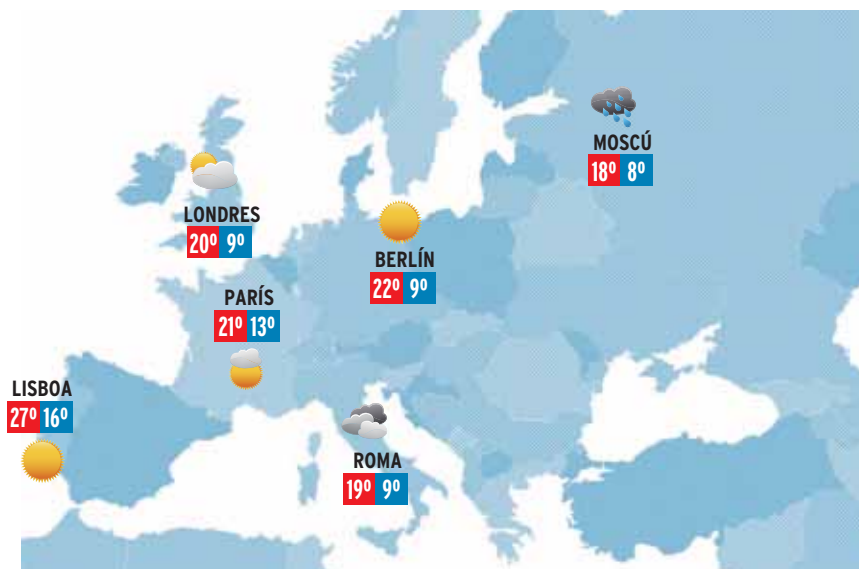 MOSCÚ
18º 8º
LONDRES
20º 9º
BERLÍN
22º 9º
PARÍS
21º 13º
LISBOA
27º 16º
ROMA
19º 9º